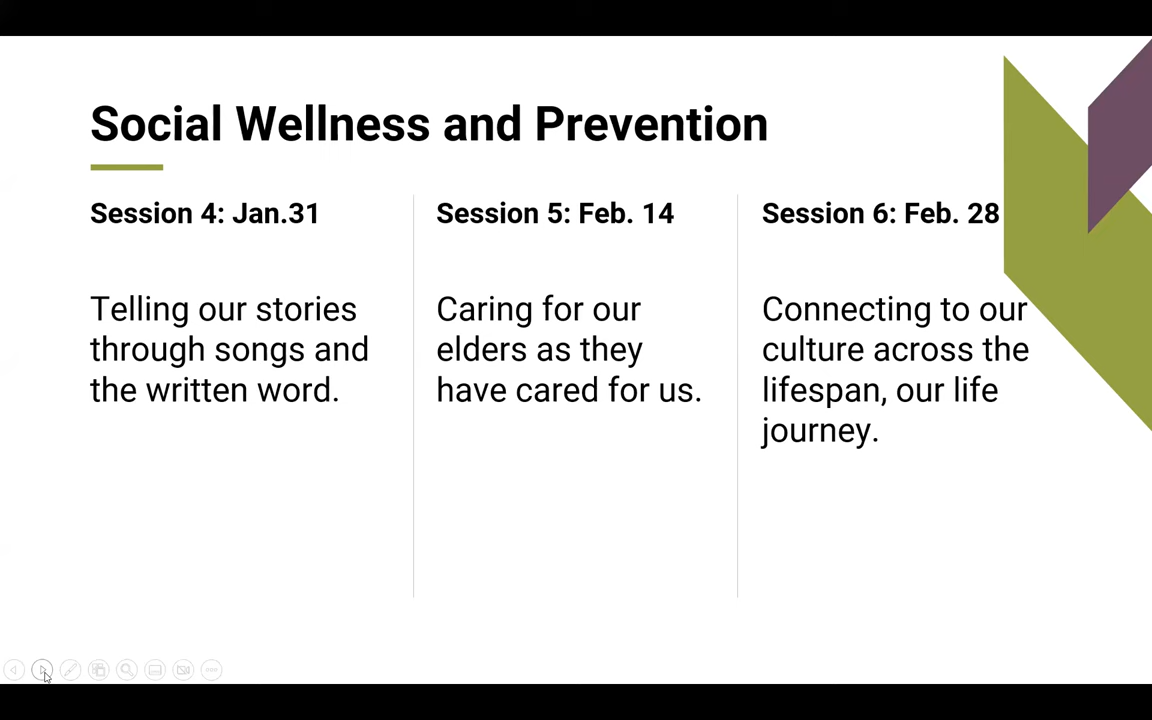 Social Wellness and Prevention
Session 4: Jan.31
Telling our stories
through songs and
the written word.
Session 5: Feb. 14
Caring for our
elders as they
have cared for us.
Session 6: Feb. 28
Connecting to our
culture across the
lifespan, our life
journey.